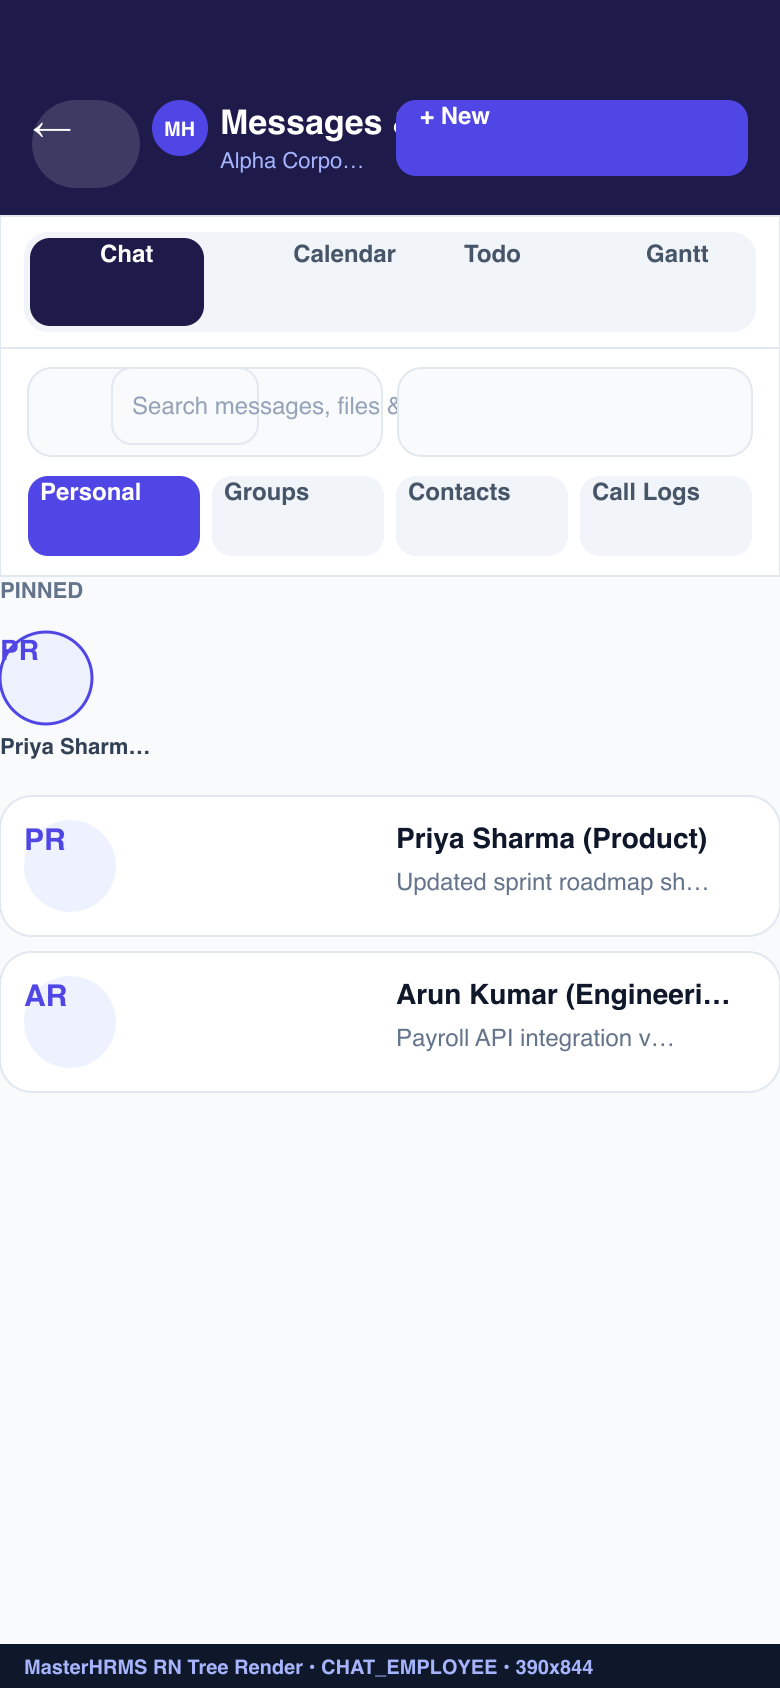 ←
MH
Messages
Alpha Corpo…
+ New
Chat
Calendar
Todo
Gantt
Search messages, files &
Personal
Groups
Contacts
Call Logs
PINNED
PR
Priya Sharm…
PR
Priya Sharma (Product)
Updated sprint roadmap sh…
AR
Arun Kumar (Engineeri…
Payroll API integration v…
MasterHRMS RN Tree Render • CHAT_EMPLOYEE • 390x844